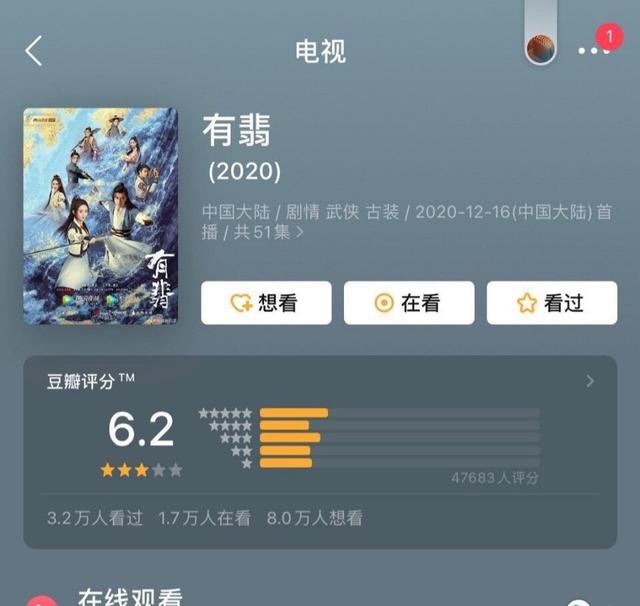 电视
1
有翡
(2020)
中国大陆 / 剧情 武侠 古装 / 2020-12-16(中国大陆)首
播 / 共51集
有翡
想看
在看
看过
豆瓣评分™
6.2
47683人评分
3.2万人看过 1.7万人在看 8.0万人想看
在线观看